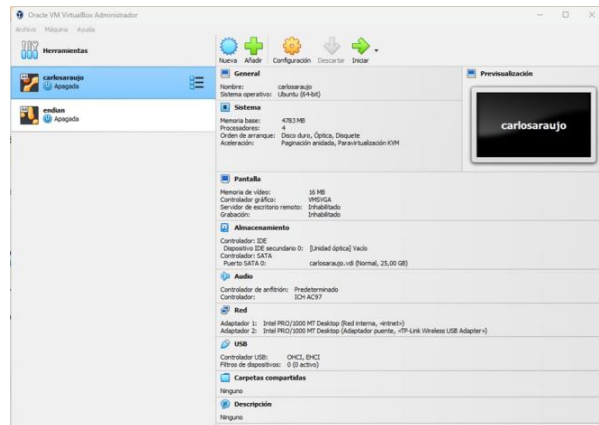 Oracle VM VirtualBox Administrador
Archivo Máquina Ayuda
Herramientas
Nueva Añadir Configuración Descartar Iniciar
carlosaraujo
Apagada
endian
Apagada
General
Nombre: carlosaraujo
Sistema operativo: Ubuntu (64-bit)
Previsualización
carlosaraujo
Sistema
Memoria base: 4783 MB
Procesadores: 4
Orden de arranque: Disco duro, Óptica, Disquete
Aceleración: Paginación anidada, Paravirtualización KVM
Pantalla
Memoria de vídeo: 16 MB
Controlador gráfico: VMSVGA
Servidor de escritorio remoto: Inhabilitado
Grabación: Inhabilitado
Almacenamiento
Controlador: IDE
Dispositivo IDE secundario 0: [Unidad óptica] Vacío
Controlador: SATA
Puerto SATA 0: carlosaraujo.vdi (Normal, 25,00 GB)
Audio
Controlador de anfitrión: Predeterminado
Controlador: ICH AC97
Red
Adaptador 1: Intel PRO/1000 MT Desktop (Red interna, «intnet»)
Adaptador 2: Intel PRO/1000 MT Desktop (Adaptador puente, «TP-Link Wireless USB Adapter»)
USB
Controlador USB: OHCI, EHCI
Filtros de dispositivos: 0 (0 activo)
Carpetas compartidas
Ninguno
Descripción
Ninguno